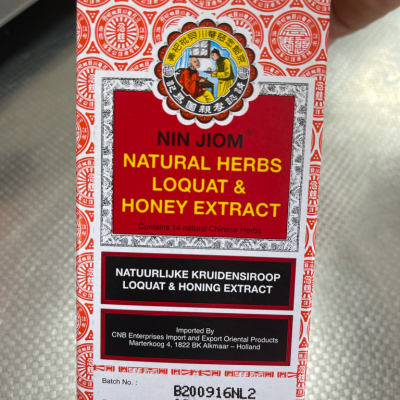 NIN JIOM
NATURAL HERBS
LOQUAT &
HONEY EXTRACT
Contains 14 natural Chinese Herbs
NATUURLIJKE KRUIDENSIROOP
LOQUAT & HONING EXTRACT
Imported By
CNB Enterprises Import and Export Oriental Products
Marterkoog 4, 1822 BK Alkmaar – Holland
Batch No. :
B200916NL2